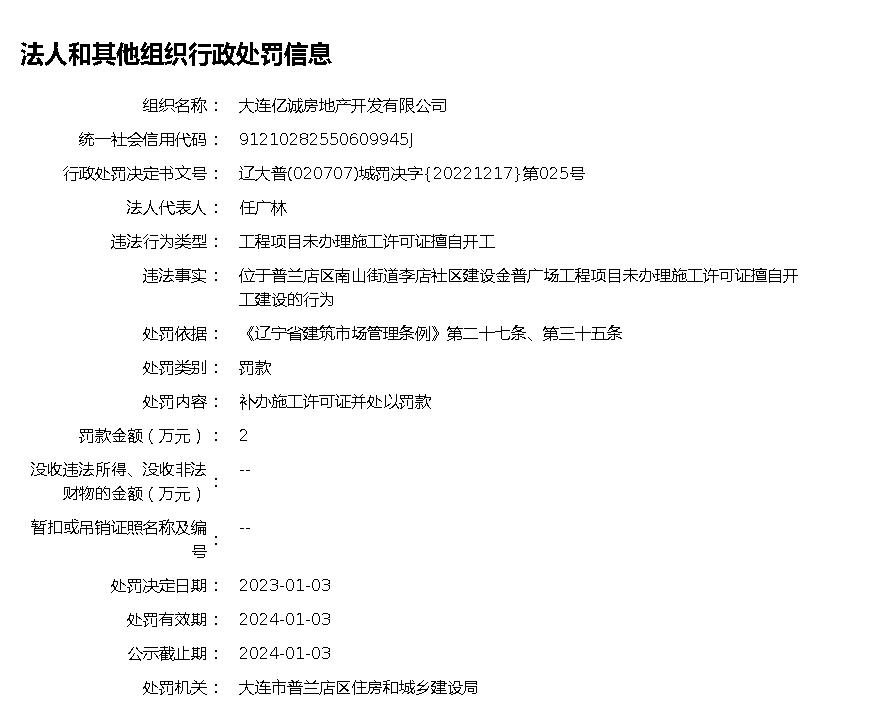 法人和其他组织行政处罚信息
组织名称： 大连亿诚房地产开发有限公司
统一社会信用代码： 91210282550609945J
行政处罚决定书文号： 辽大普(020707)城罚决字{20221217}第025号
法人代表人： 任广林
违法行为类型： 工程项目未办理施工许可证擅自开工
违法事实： 位于普兰店区南山街道李店社区建设金普广场工程项目未办理施工许可证擅自开
工建设的行为
处罚依据： 《辽宁省建筑市场管理条例》第二十七条、第三十五条
处罚类别： 罚款
处罚内容： 补办施工许可证并处以罚款
罚款金额（万元）： 2
没收违法所得、没收非法
财物的金额（万元）： --
暂扣或吊销证照名称及编
号： --
处罚决定日期： 2023-01-03
处罚有效期： 2024-01-03
公示截止期： 2024-01-03
处罚机关： 大连市普兰店区住房和城乡建设局